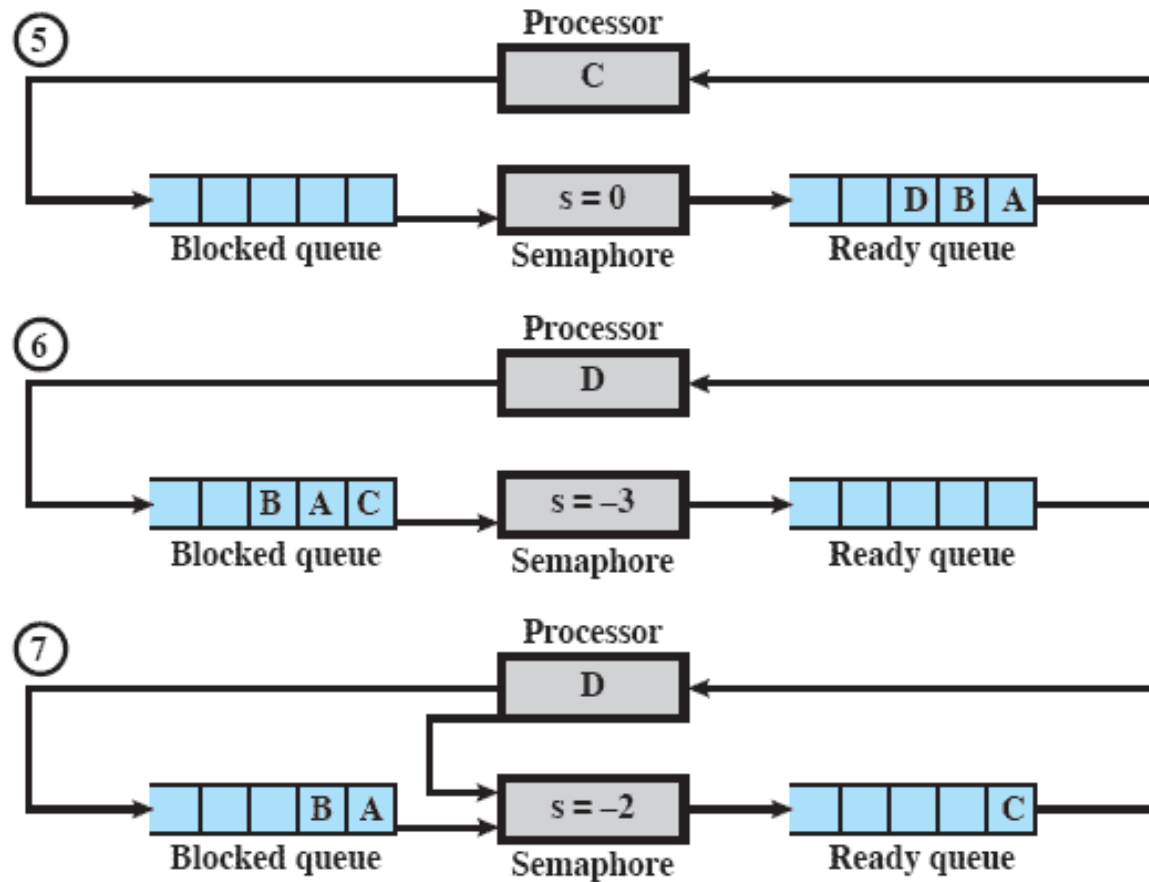 5
Processor
C
s = 0
D B A
Blocked queue
Semaphore
Ready queue
6
Processor
D
B A C
s = –3
Blocked queue
Semaphore
Ready queue
7
Processor
D
B A
s = –2
C
Blocked queue
Semaphore
Ready queue